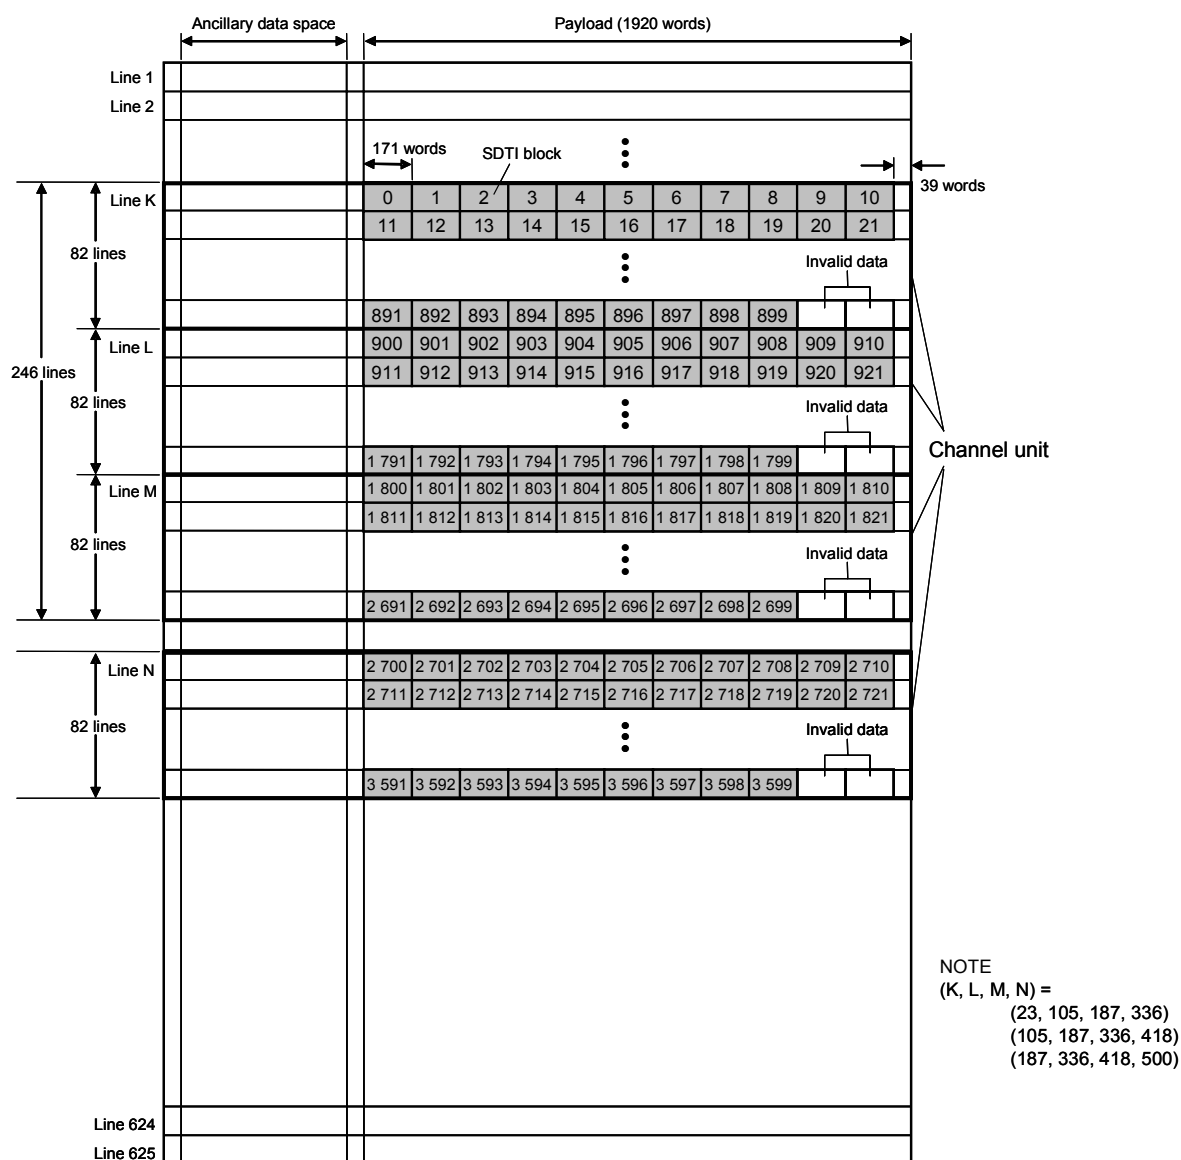 Ancillary data space
Payload (1920 words)
Line 1
Line 2
171 words
SDTI block
39 words
Line K
0 1 2 3 4 5 6 7 8 9 10
11 12 13 14 15 16 17 18 19 20 21
82 lines
Invalid data
891 892 893 894 895 896 897 898 899
Line L
900 901 902 903 904 905 906 907 908 909 910
246 lines
911 912 913 914 915 916 917 918 919 920 921
82 lines
Invalid data
Channel unit
1 791 1 792 1 793 1 794 1 795 1 796 1 797 1 798 1 799
Line M
1 800 1 801 1 802 1 803 1 804 1 805 1 806 1 807 1 808 1 809 1 810
1 811 1 812 1 813 1 814 1 815 1 816 1 817 1 818 1 819 1 820 1 821
82 lines
Invalid data
2 691 2 692 2 693 2 694 2 695 2 696 2 697 2 698 2 699
Line N
2 700 2 701 2 702 2 703 2 704 2 705 2 706 2 707 2 708 2 709 2 710
2 711 2 712 2 713 2 714 2 715 2 716 2 717 2 718 2 719 2 720 2 721
82 lines
Invalid data
3 591 3 592 3 593 3 594 3 595 3 596 3 597 3 598 3 599
NOTE
(K, L, M, N) =
(23, 105, 187, 336)
(105, 187, 336, 418)
(187, 336, 418, 500)
Line 624
Line 625